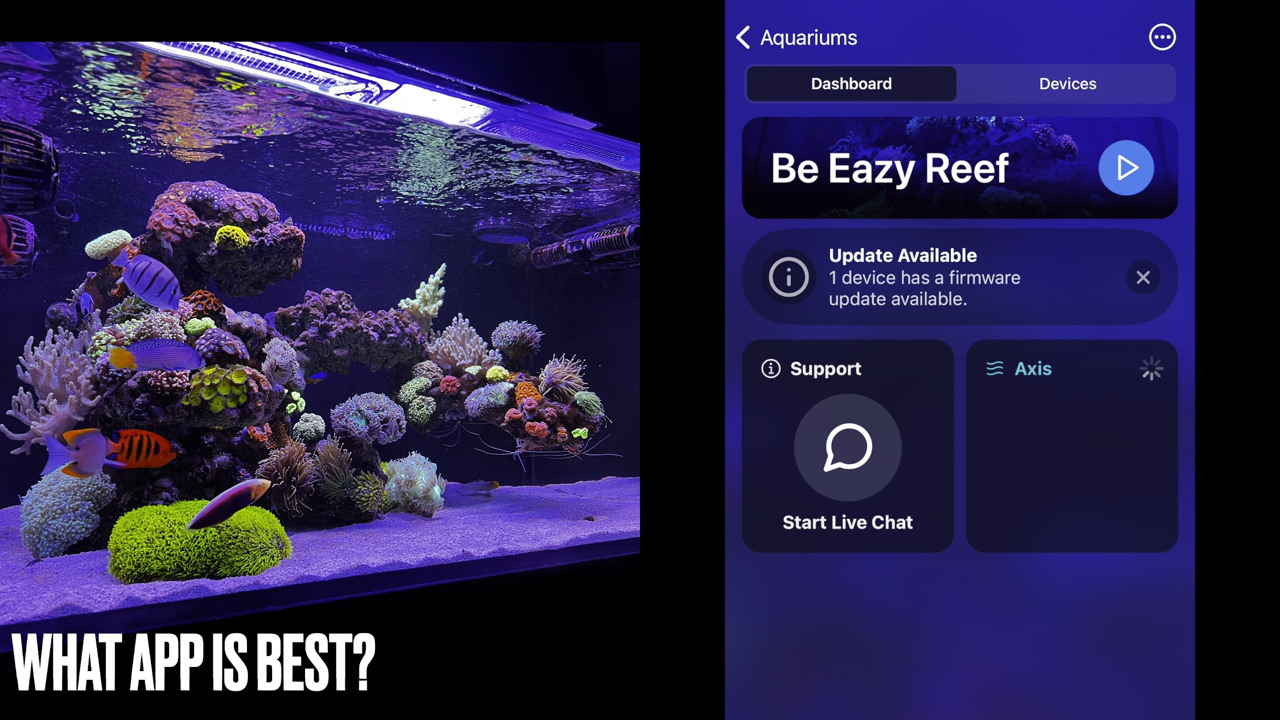 WHAT APP IS BEST?
Aquariums
Dashboard
Devices
Be Eazy Reef
Update Available
1 device has a firmware
update available.
Support
Axis
Start Live Chat